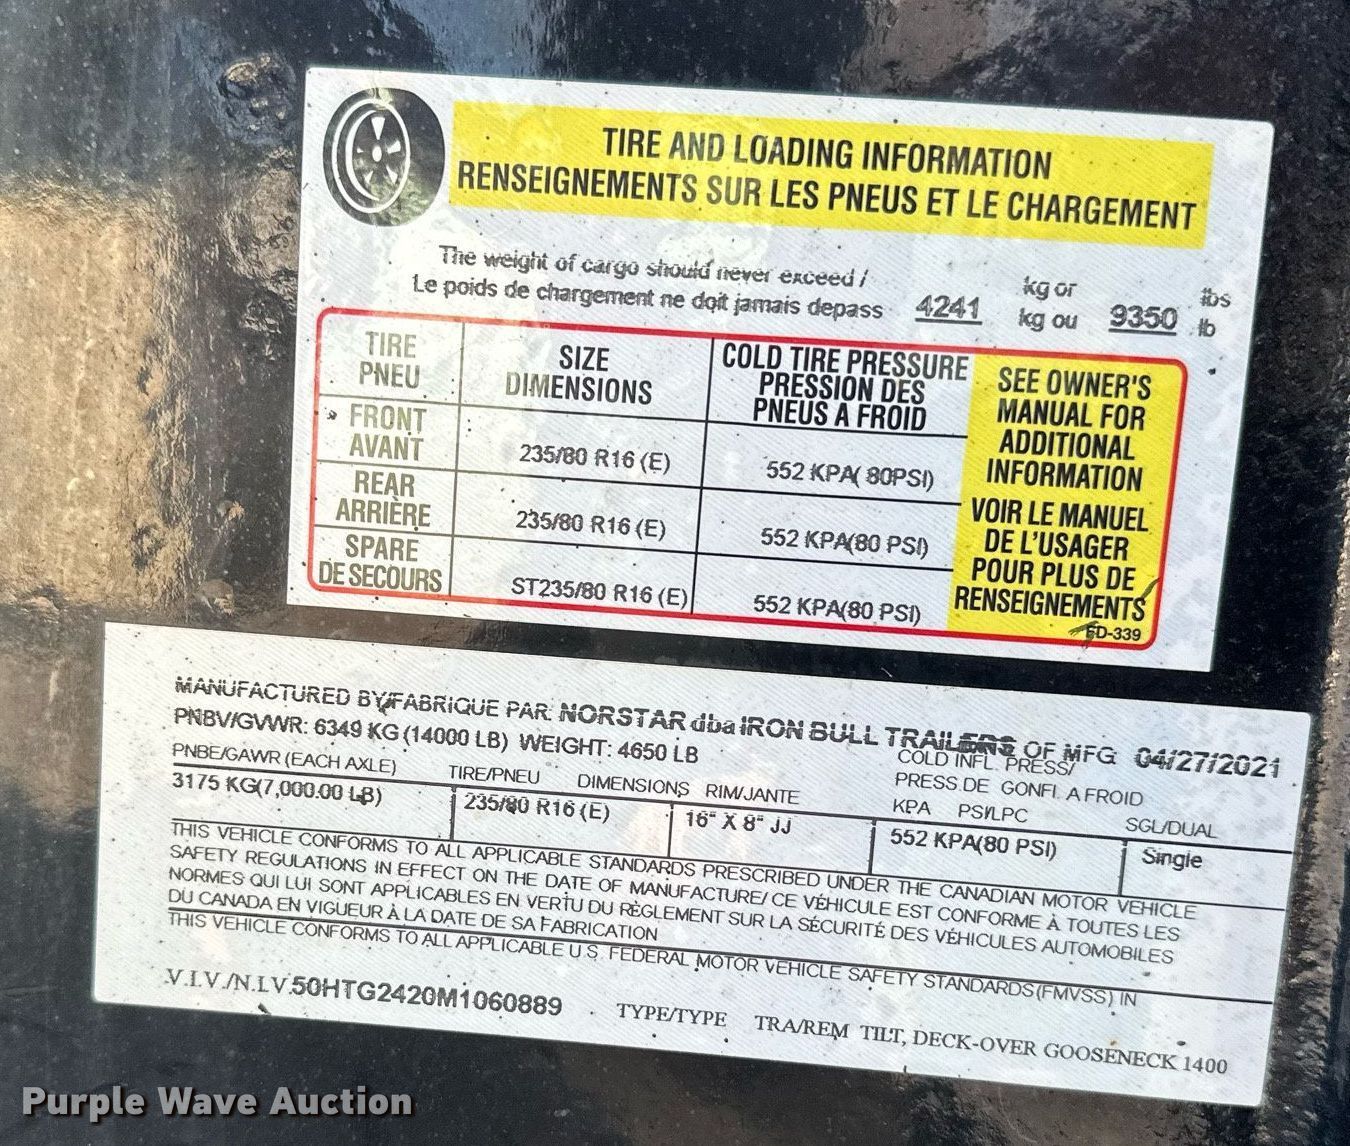 TIRE AND LOADING INFORMATION
RENSEIGNEMENTS SUR LES PNEUS ET LE CHARGEMENT
The weight of cargo should never exceed / kg or lbs
Le poids de chargement ne doit jamais depass 4241 kg ou 9350 lb
TIRE
PNEU
SIZE
DIMENSIONS
COLD TIRE PRESSURE
PRESSION DES
PNEUS A FROID
FRONT
AVANT
235/80 R16 (E)
552 KPA( 80PSI)
REAR
ARRIÈRE
235/80 R16 (E)
552 KPA(80 PSI)
SPARE
DE SECOURS
ST235/80 R16 (E)
552 KPA(80 PSI)
SEE OWNER'S
MANUAL FOR
ADDITIONAL
INFORMATION
VOIR LE MANUEL
DE L'USAGER
POUR PLUS DE
RENSEIGNEMENTS
ED-339
MANUFACTURED BY/FABRIQUE PAR: NORSTAR dba IRON BULL TRAILERS OF MFG 04/27/2021
PNBV/GVWR: 6349 KG (14000 LB) WEIGHT: 4650 LB
PNBE/GAWR (EACH AXLE) TIRE/PNEU DIMENSIONS RIM/JANTE
COLD INFL. PRESS/
PRESS.DE GONFL. A FROID
KPA PSI/LPC SGL/DUAL
3175 KG(7,000.00 LB) 235/80 R16 (E) 16" X 8" JJ 552 KPA(80 PSI) Single
THIS VEHICLE CONFORMS TO ALL APPLICABLE STANDARDS PRESCRIBED UNDER THE CANADIAN MOTOR VEHICLE
SAFETY REGULATIONS IN EFFECT ON THE DATE OF MANUFACTURE/ CE VÉHICULE EST CONFORME À TOUTES LES
NORMES QUI LUI SONT APPLICABLES EN VERTU DU RÈGLEMENT SUR LA SÉCURITÉ DES VÉHICULES AUTOMOBILES
DU CANADA EN VIGUEUR À LA DATE DE SA FABRICATION
THIS VEHICLE CONFORMS TO ALL APPLICABLE U.S. FEDERAL MOTOR VEHICLE SAFETY STANDARDS(FMVSS) IN
V.I.V./N.I.V.50HTG2420M1060889 TYPE/TYPE TRA/REM TILT, DECK-OVER GOOSENECK 1400
Purple Wave Auction